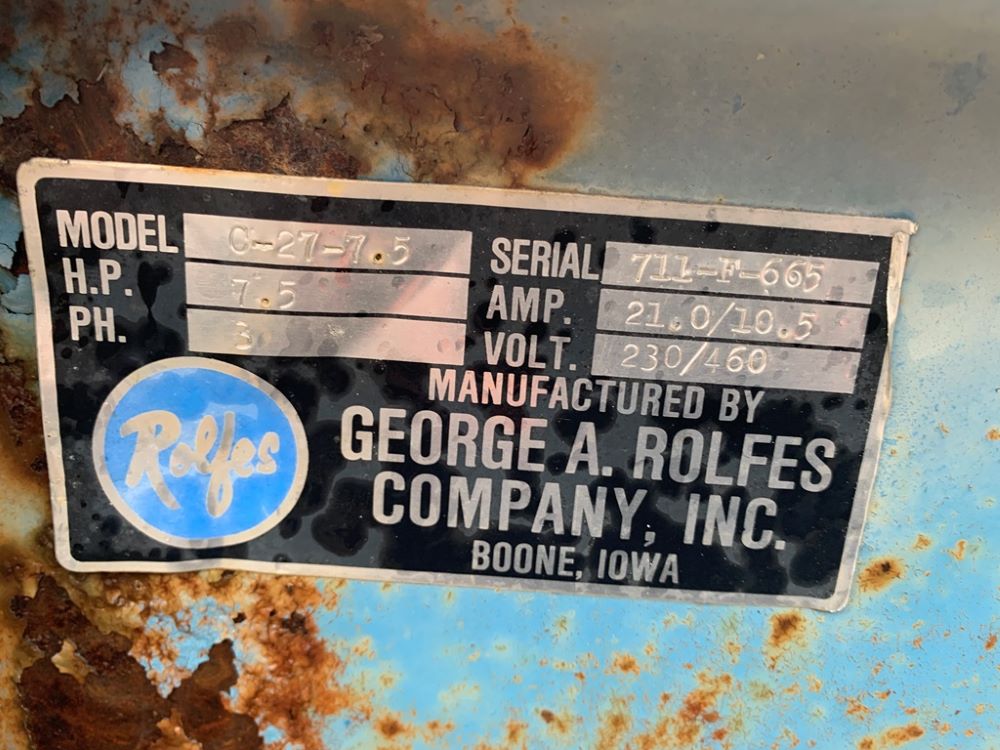 MODEL C-27-7.5
H.P. 7.5
PH. 3
SERIAL 711-F-665
AMP. 21.0/10.5
VOLT. 230/460
MANUFACTURED BY
Rolfes
GEORGE A. ROLFES
COMPANY, INC.
BOONE, IOWA